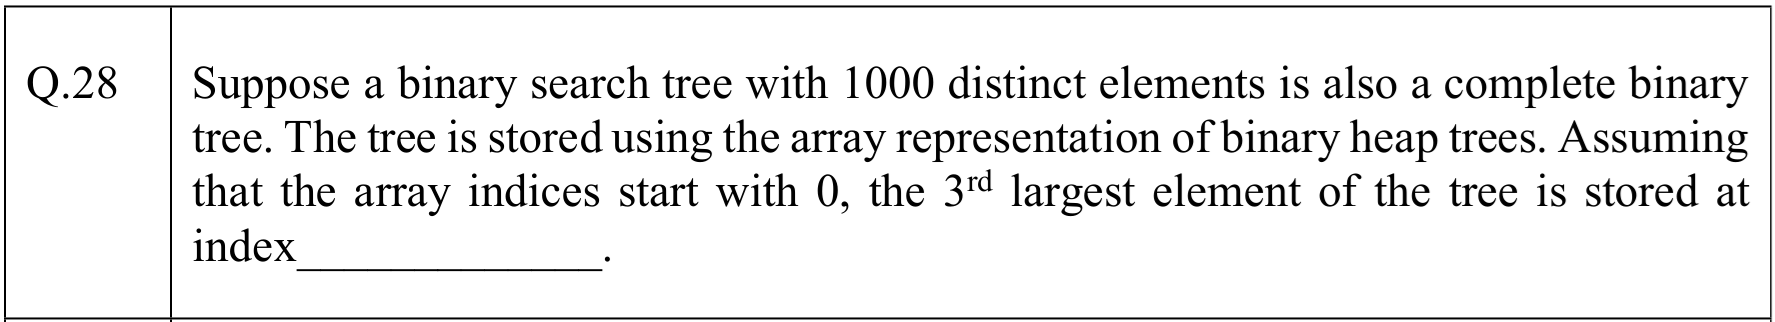 Q.28 Suppose a binary search tree with 1000 distinct elements is also a complete binary
tree. The tree is stored using the array representation of binary heap trees. Assuming
that the array indices start with 0, the 3rd largest element of the tree is stored at
index_____________.